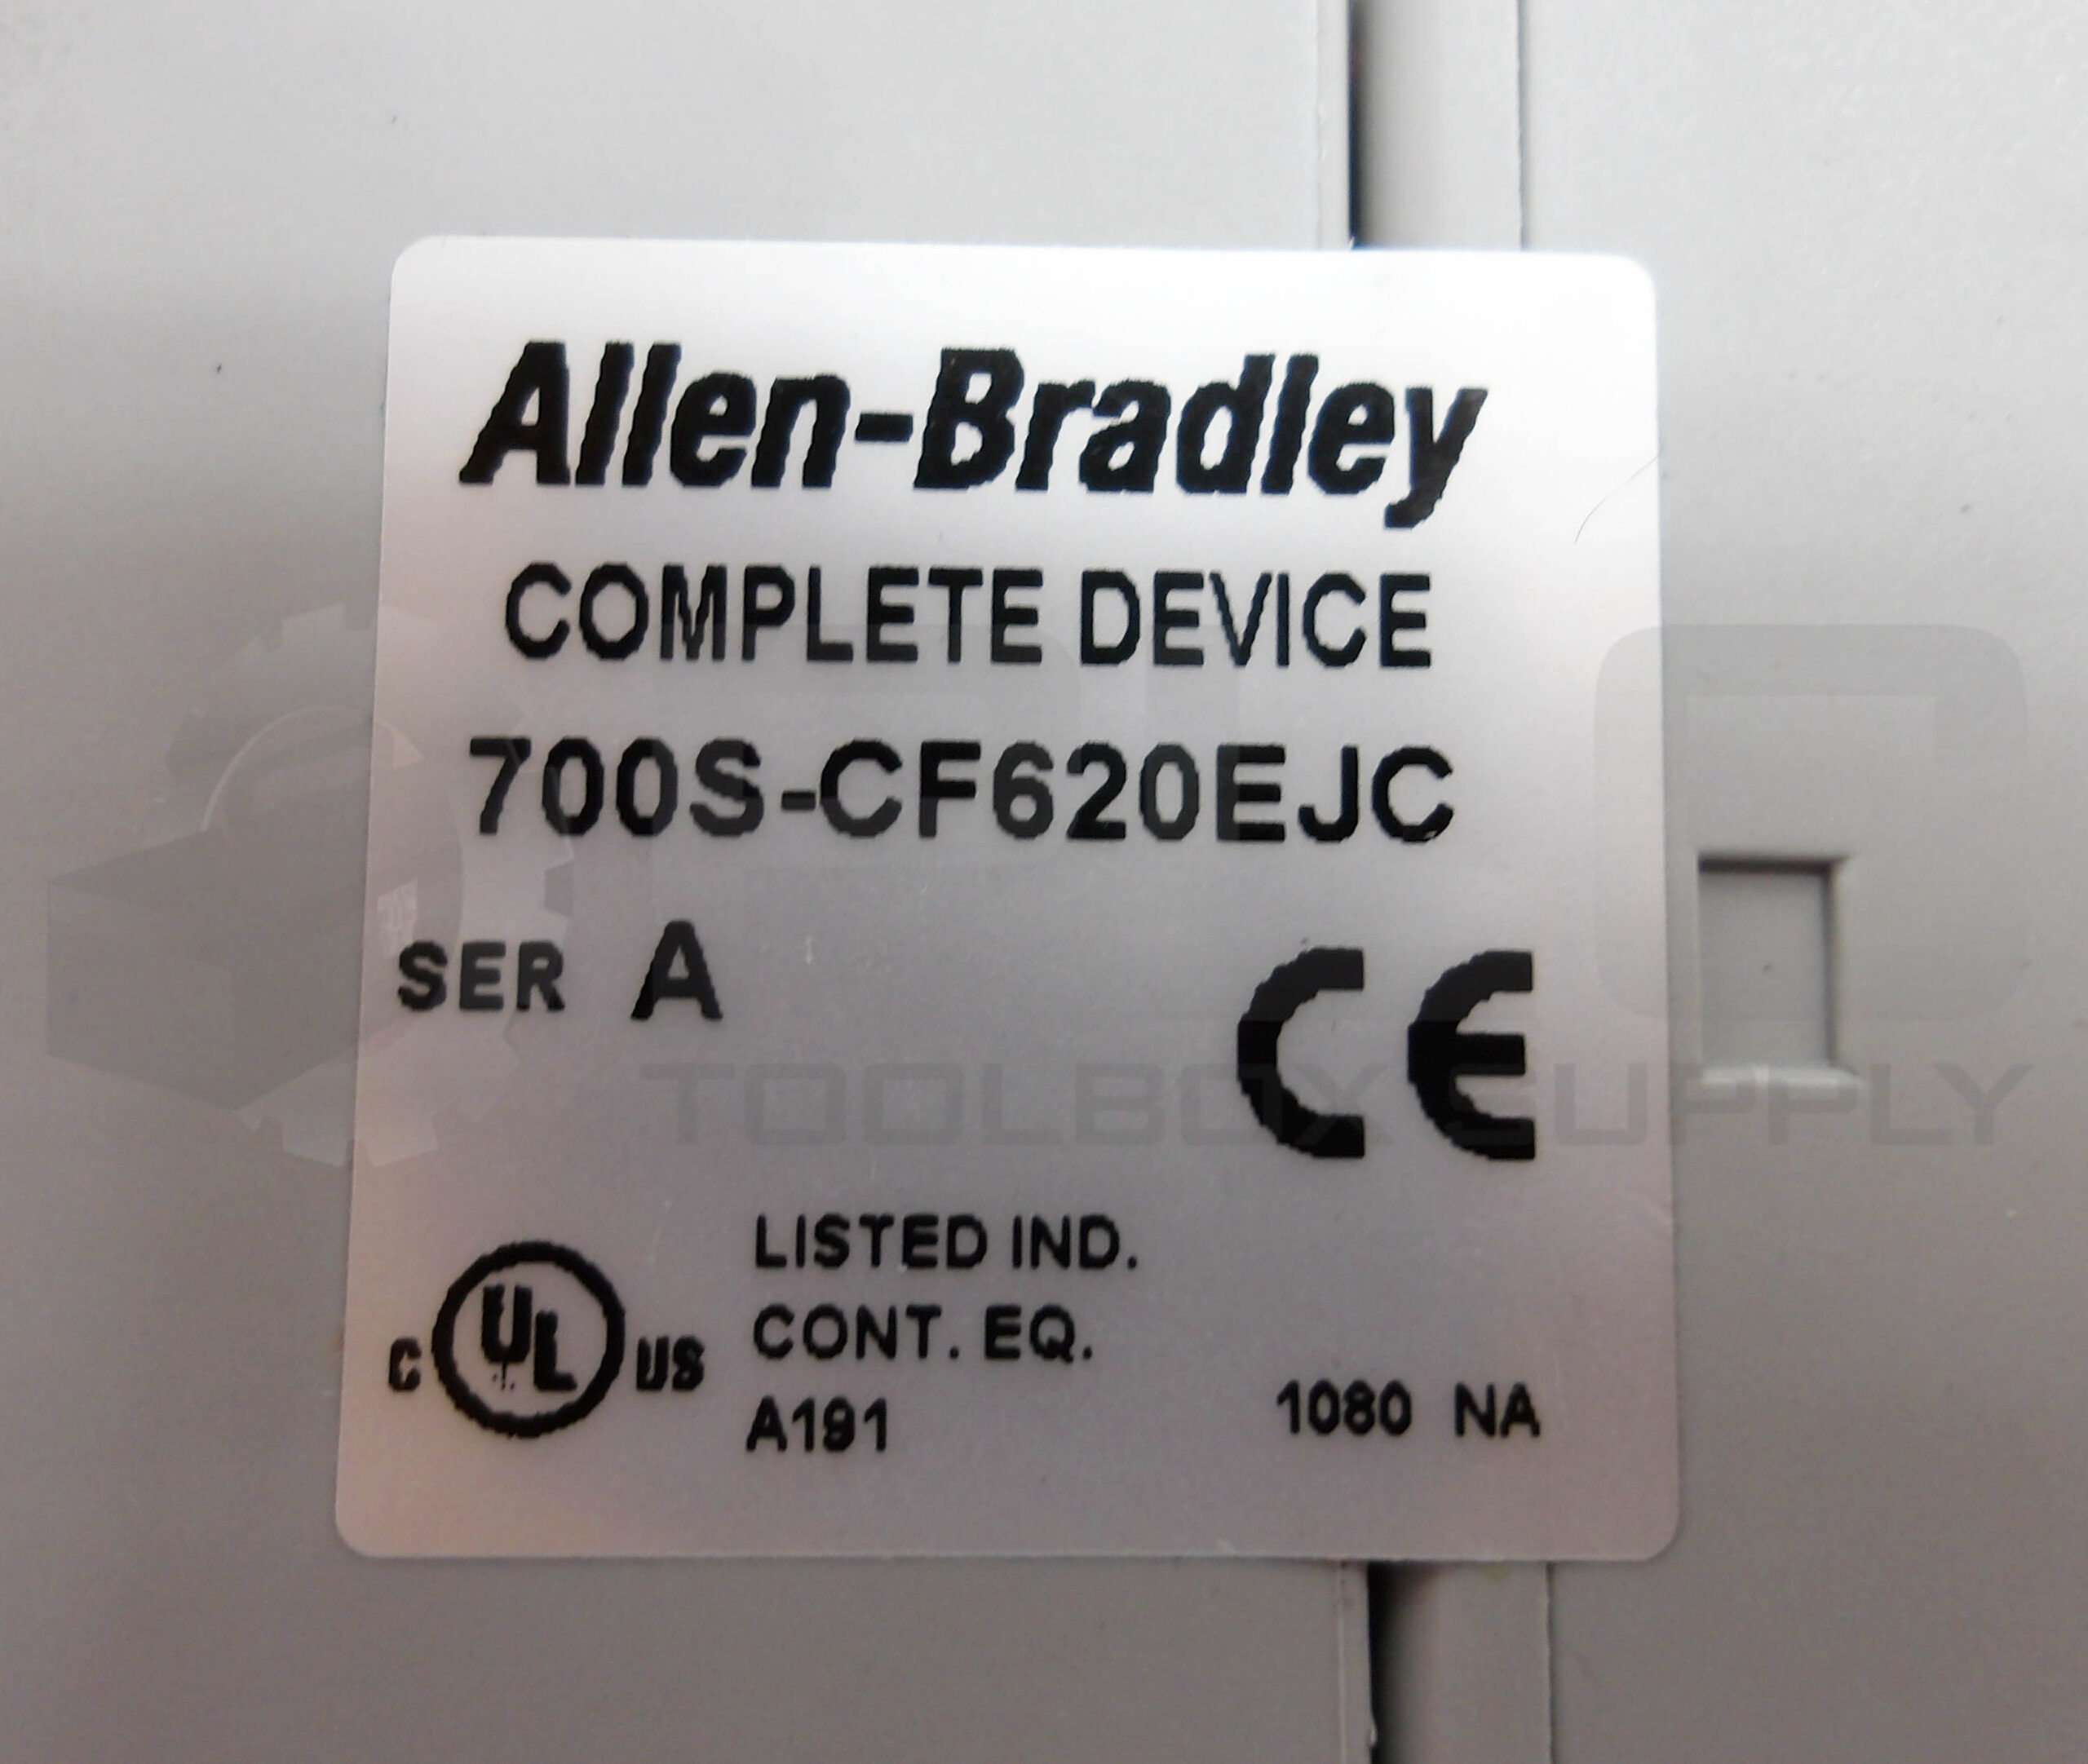 Allen-Bradley
COMPLETE DEVICE
700S-CF620EJC
SER A
CE
TOOLBOX SUPPLY
C UL US
LISTED IND.
CONT. EQ.
A191
1080 NA